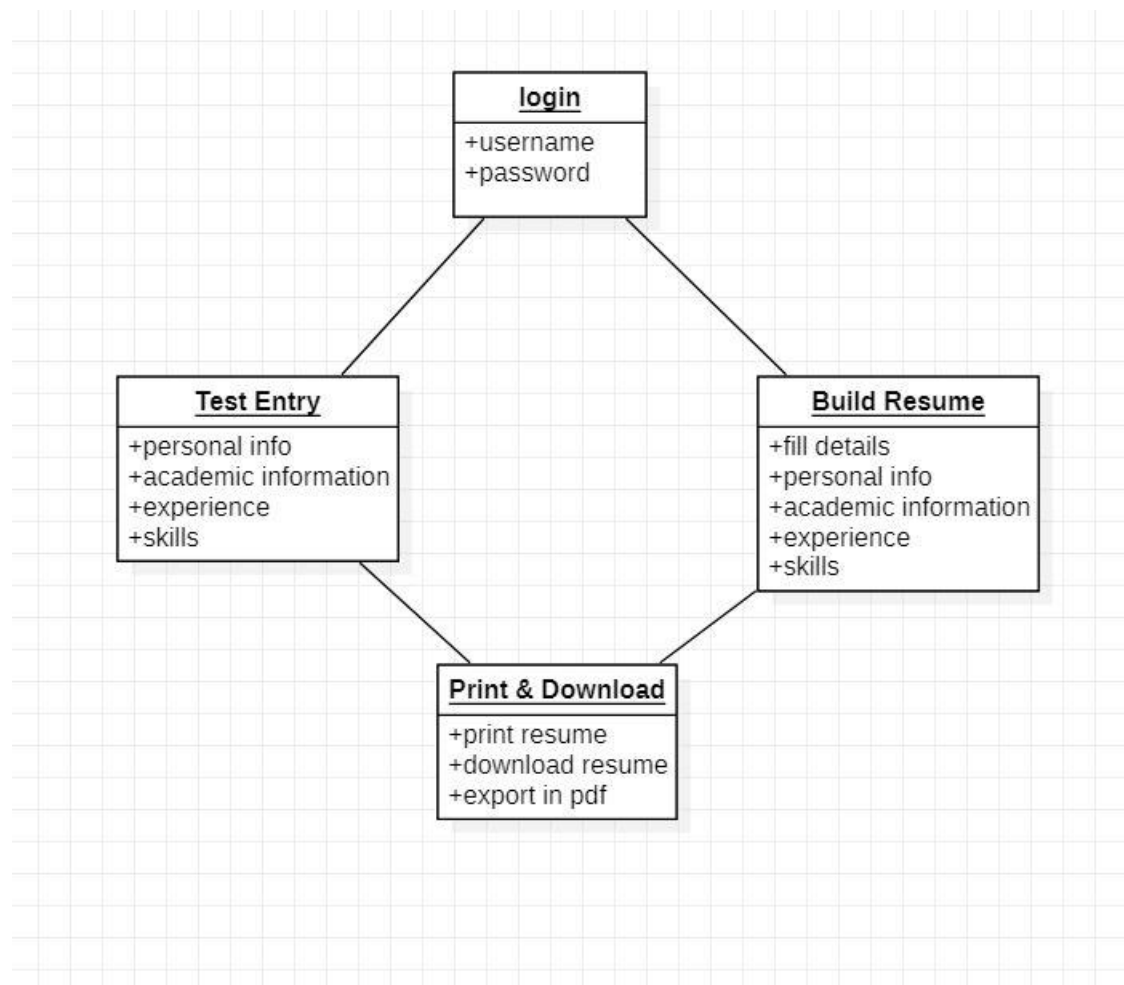 login
+username
+password
Test Entry
+personal info
+academic information
+experience
+skills
Build Resume
+fill details
+personal info
+academic information
+experience
+skills
Print & Download
+print resume
+download resume
+export in pdf